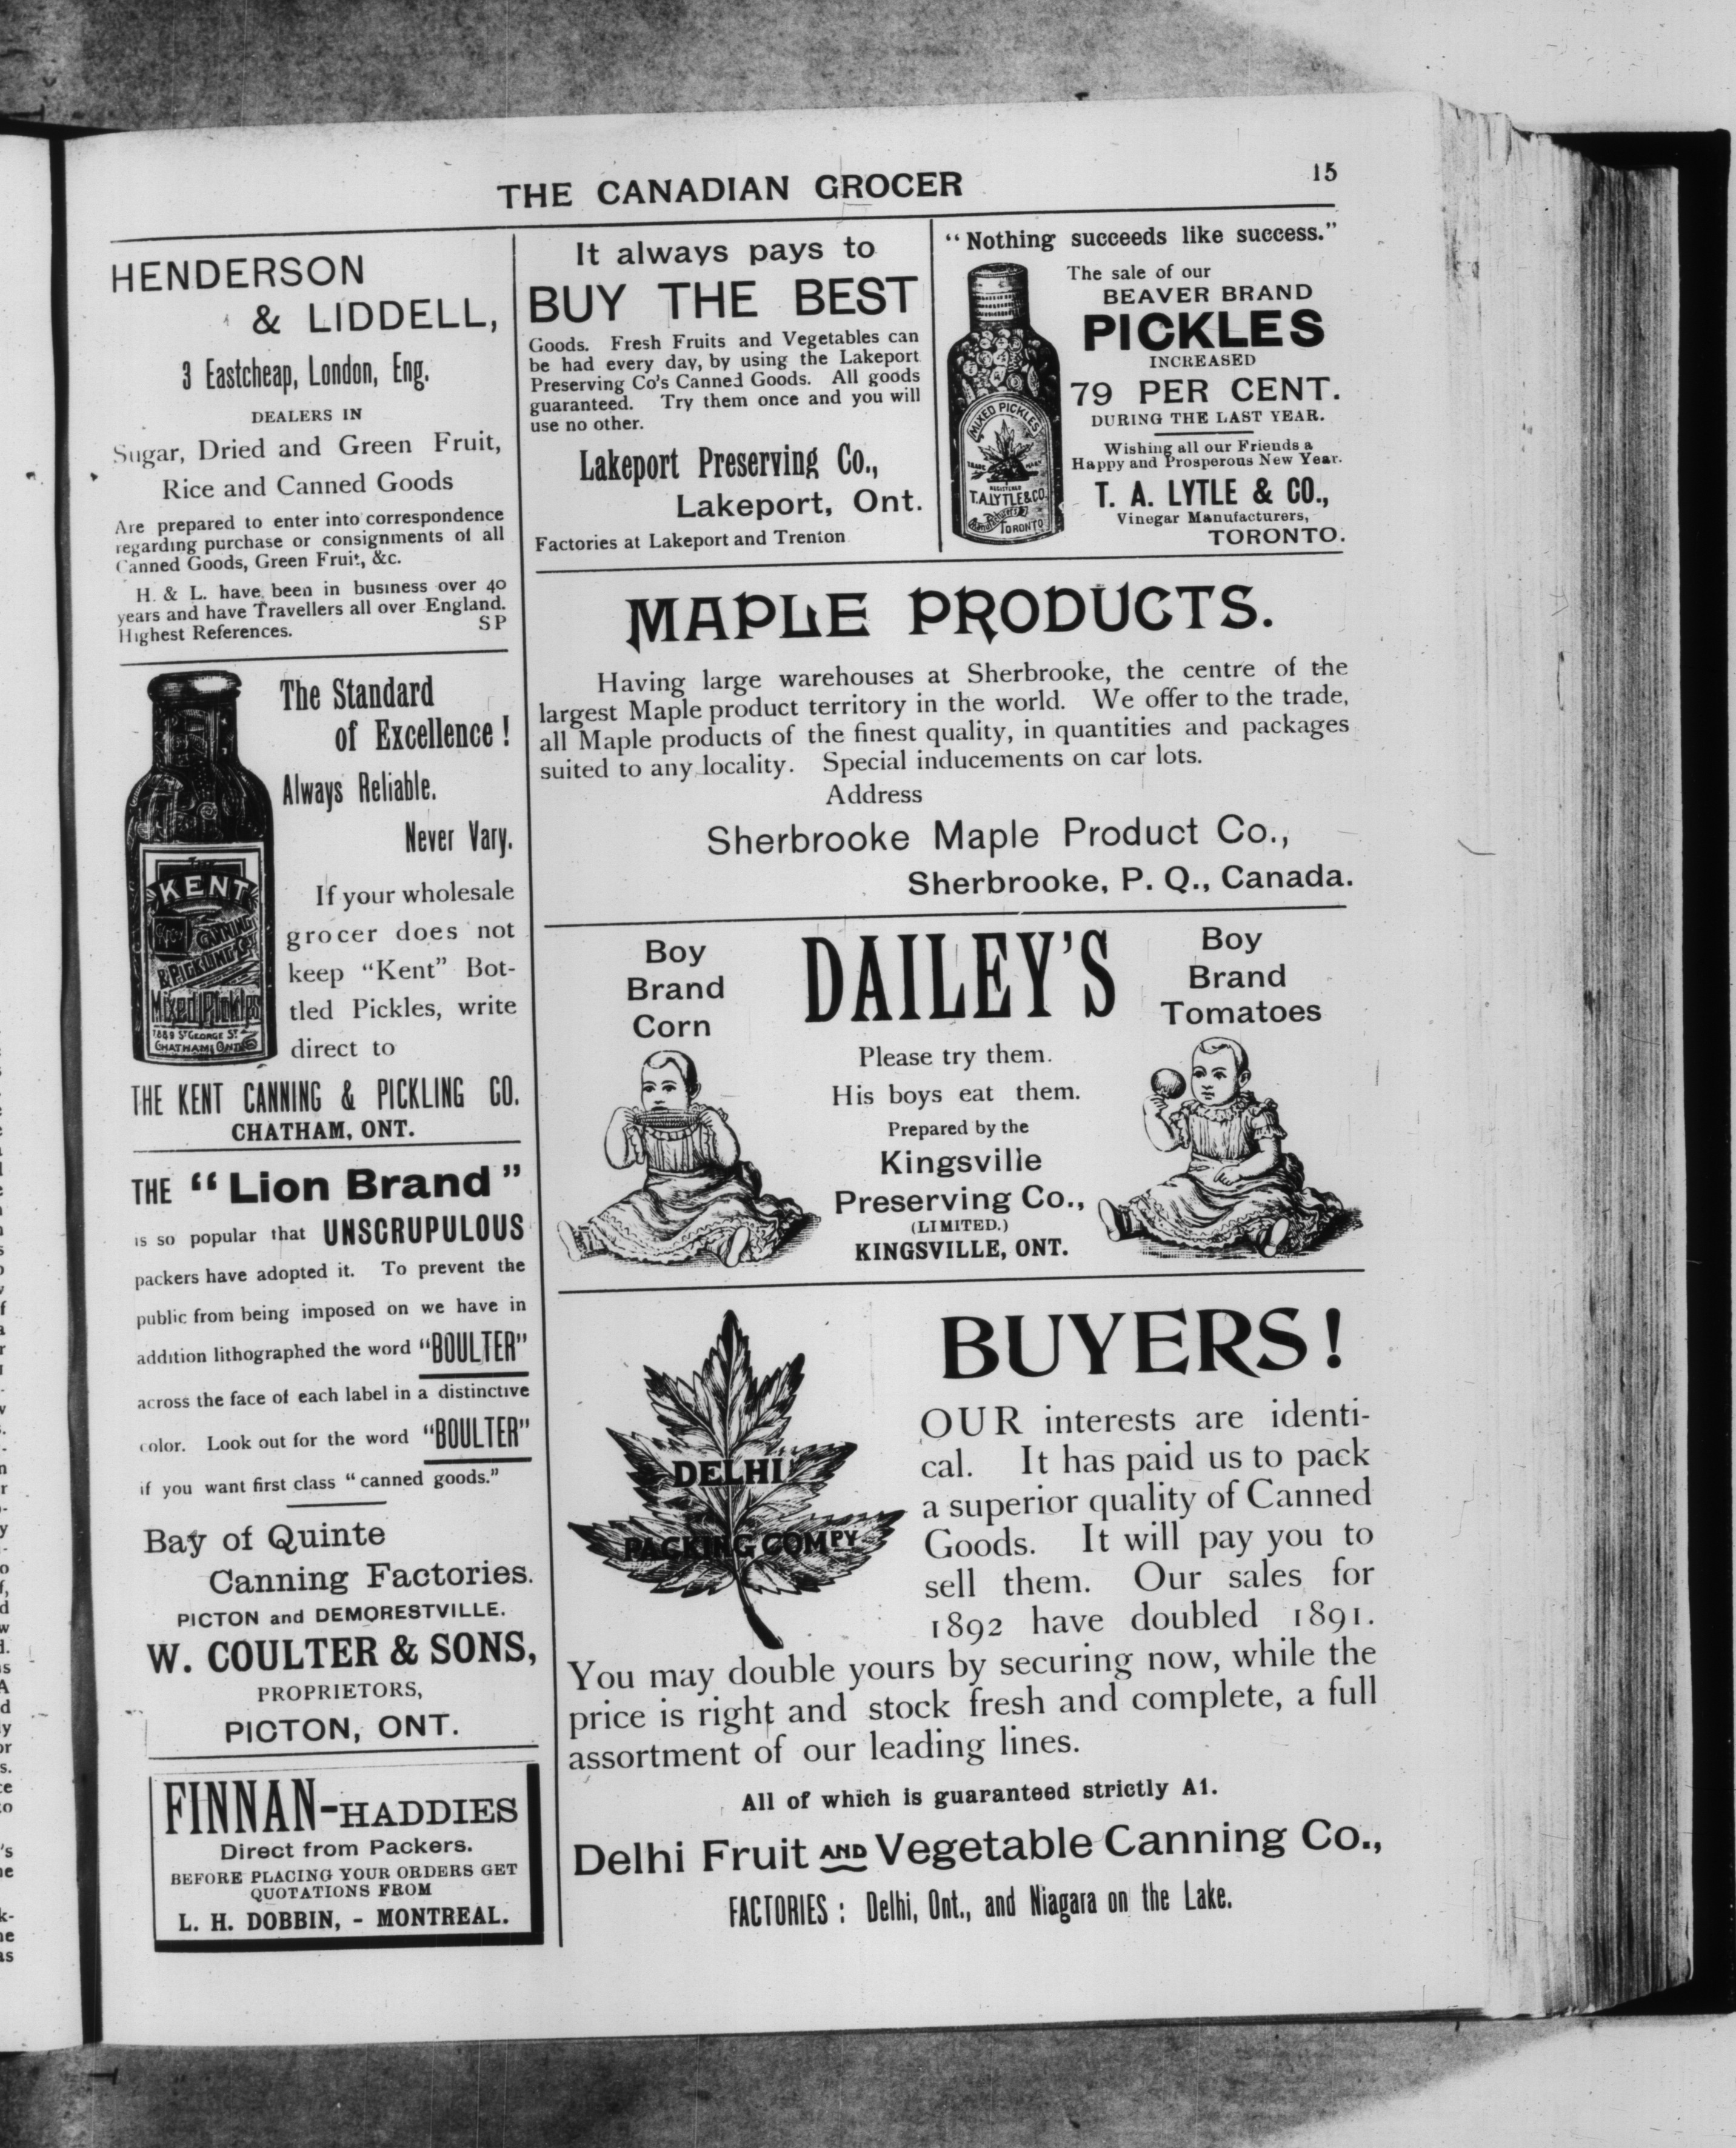 THE CANADIAN GROCER
15
HENDERSON
& LIDDELL,
3 Eastcheap, London, Eng.
DEALERS IN
Sugar, Dried and Green Fruit,
Rice and Canned Goods
Are prepared to enter into correspondence
regarding purchase or consignments of all
Canned Goods, Green Fruit, &c.
H. & L. have been in business over 40
years and have Travellers all over England.
Highest References. SP
The Standard
of Excellence!
Always Reliable.
Never Vary.
If your wholesale
grocer does not
keep "Kent" Bot-
tled Pickles, write
direct to
KENT
CANNING
& PICKLING Co
Mixed Pickles
1889 ST GEORGE ST
CHATHAM, ONT
THE KENT CANNING & PICKLING CO.
CHATHAM, ONT.
THE "Lion Brand"
is so popular that UNSCRUPULOUS
packers have adopted it. To prevent the
public from being imposed on we have in
addition lithographed the word "BOULTER"
across the face of each label in a distinctive
color. Look out for the word "BOULTER"
if you want first class "canned goods."
Bay of Quinte
Canning Factories.
PICTON and DEMORESTVILLE.
W. COULTER & SONS,
PROPRIETORS,
PICTON, ONT.
FINNAN-HADDIES
Direct from Packers.
BEFORE PLACING YOUR ORDERS GET
QUOTATIONS FROM
L. H. DOBBIN, - MONTREAL.
It always pays to
BUY THE BEST
Goods. Fresh Fruits and Vegetables can
be had every day, by using the Lakeport
Preserving Co's Canned Goods. All goods
guaranteed. Try them once and you will
use no other.
Lakeport Preserving Co.,
Lakeport, Ont.
Factories at Lakeport and Trenton
"Nothing succeeds like success."
The sale of our
BEAVER BRAND
PICKLES
INCREASED
79 PER CENT.
DURING THE LAST YEAR.
Wishing all our Friends a
Happy and Prosperous New Year.
T. A. LYTLE & CO.,
Vinegar Manufacturers,
TORONTO.
MIXED PICKLES
TRADE MARK
REGISTERED
T.A. LYTLE & CO.
TORONTO
MAPLE PRODUCTS.
Having large warehouses at Sherbrooke, the centre of the
largest Maple product territory in the world. We offer to the trade,
all Maple products of the finest quality, in quantities and packages
suited to any locality. Special inducements on car lots.
Address
Sherbrooke Maple Product Co.,
Sherbrooke, P. Q., Canada.
Boy
Brand
Corn
DAILEY'S
Please try them.
His boys eat them.
Prepared by the
Kingsville
Preserving Co.,
(LIMITED.)
KINGSVILLE, ONT.
Boy
Brand
Tomatoes
DELHI
PACKING COMPY
BUYERS!
OUR interests are identi-
cal. It has paid us to pack
a superior quality of Canned
Goods. It will pay you to
sell them. Our sales for
1892 have doubled 1891.
You may double yours by securing now, while the
price is right and stock fresh and complete, a full
assortment of our leading lines.
All of which is guaranteed strictly A1.
Delhi Fruit AND Vegetable Canning Co.,
FACTORIES: Delhi, Ont., and Niagara on the Lake.